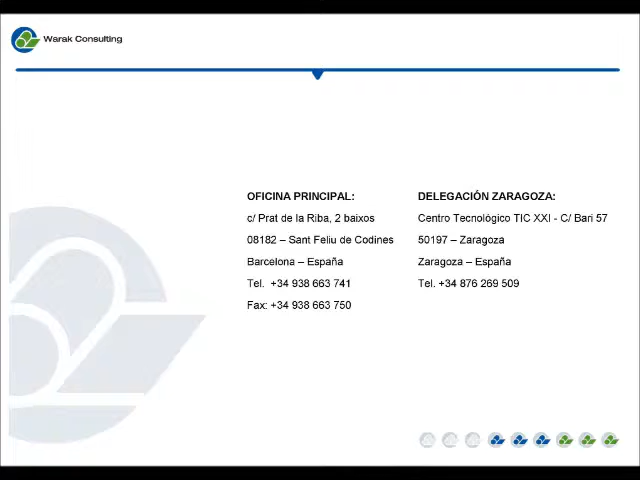 Warak Consulting
OFICINA PRINCIPAL:
c/ Prat de la Riba, 2 baixos
08182 – Sant Feliu de Codines
Barcelona – España
Tel.  +34 938 663 741
Fax: +34 938 663 750
DELEGACIÓN ZARAGOZA:
Centro Tecnológico TIC XXI - C/ Bari 57
50197 – Zaragoza
Zaragoza – España
Tel. +34 876 269 509